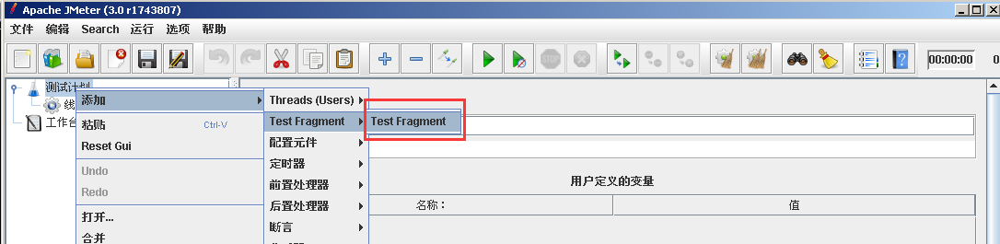 Apache JMeter (3.0 r1743807)
文件 编辑 Search 运行 选项 帮助
00:00:00 0
测试计划
线
工作台
添加
粘贴 Ctrl-V
Reset Gui
Undo
Redo
打开...
合并
Threads (Users)
Test Fragment
配置元件
定时器
前置处理器
后置处理器
断言
Test Fragment
用户定义的变量
名称： 值